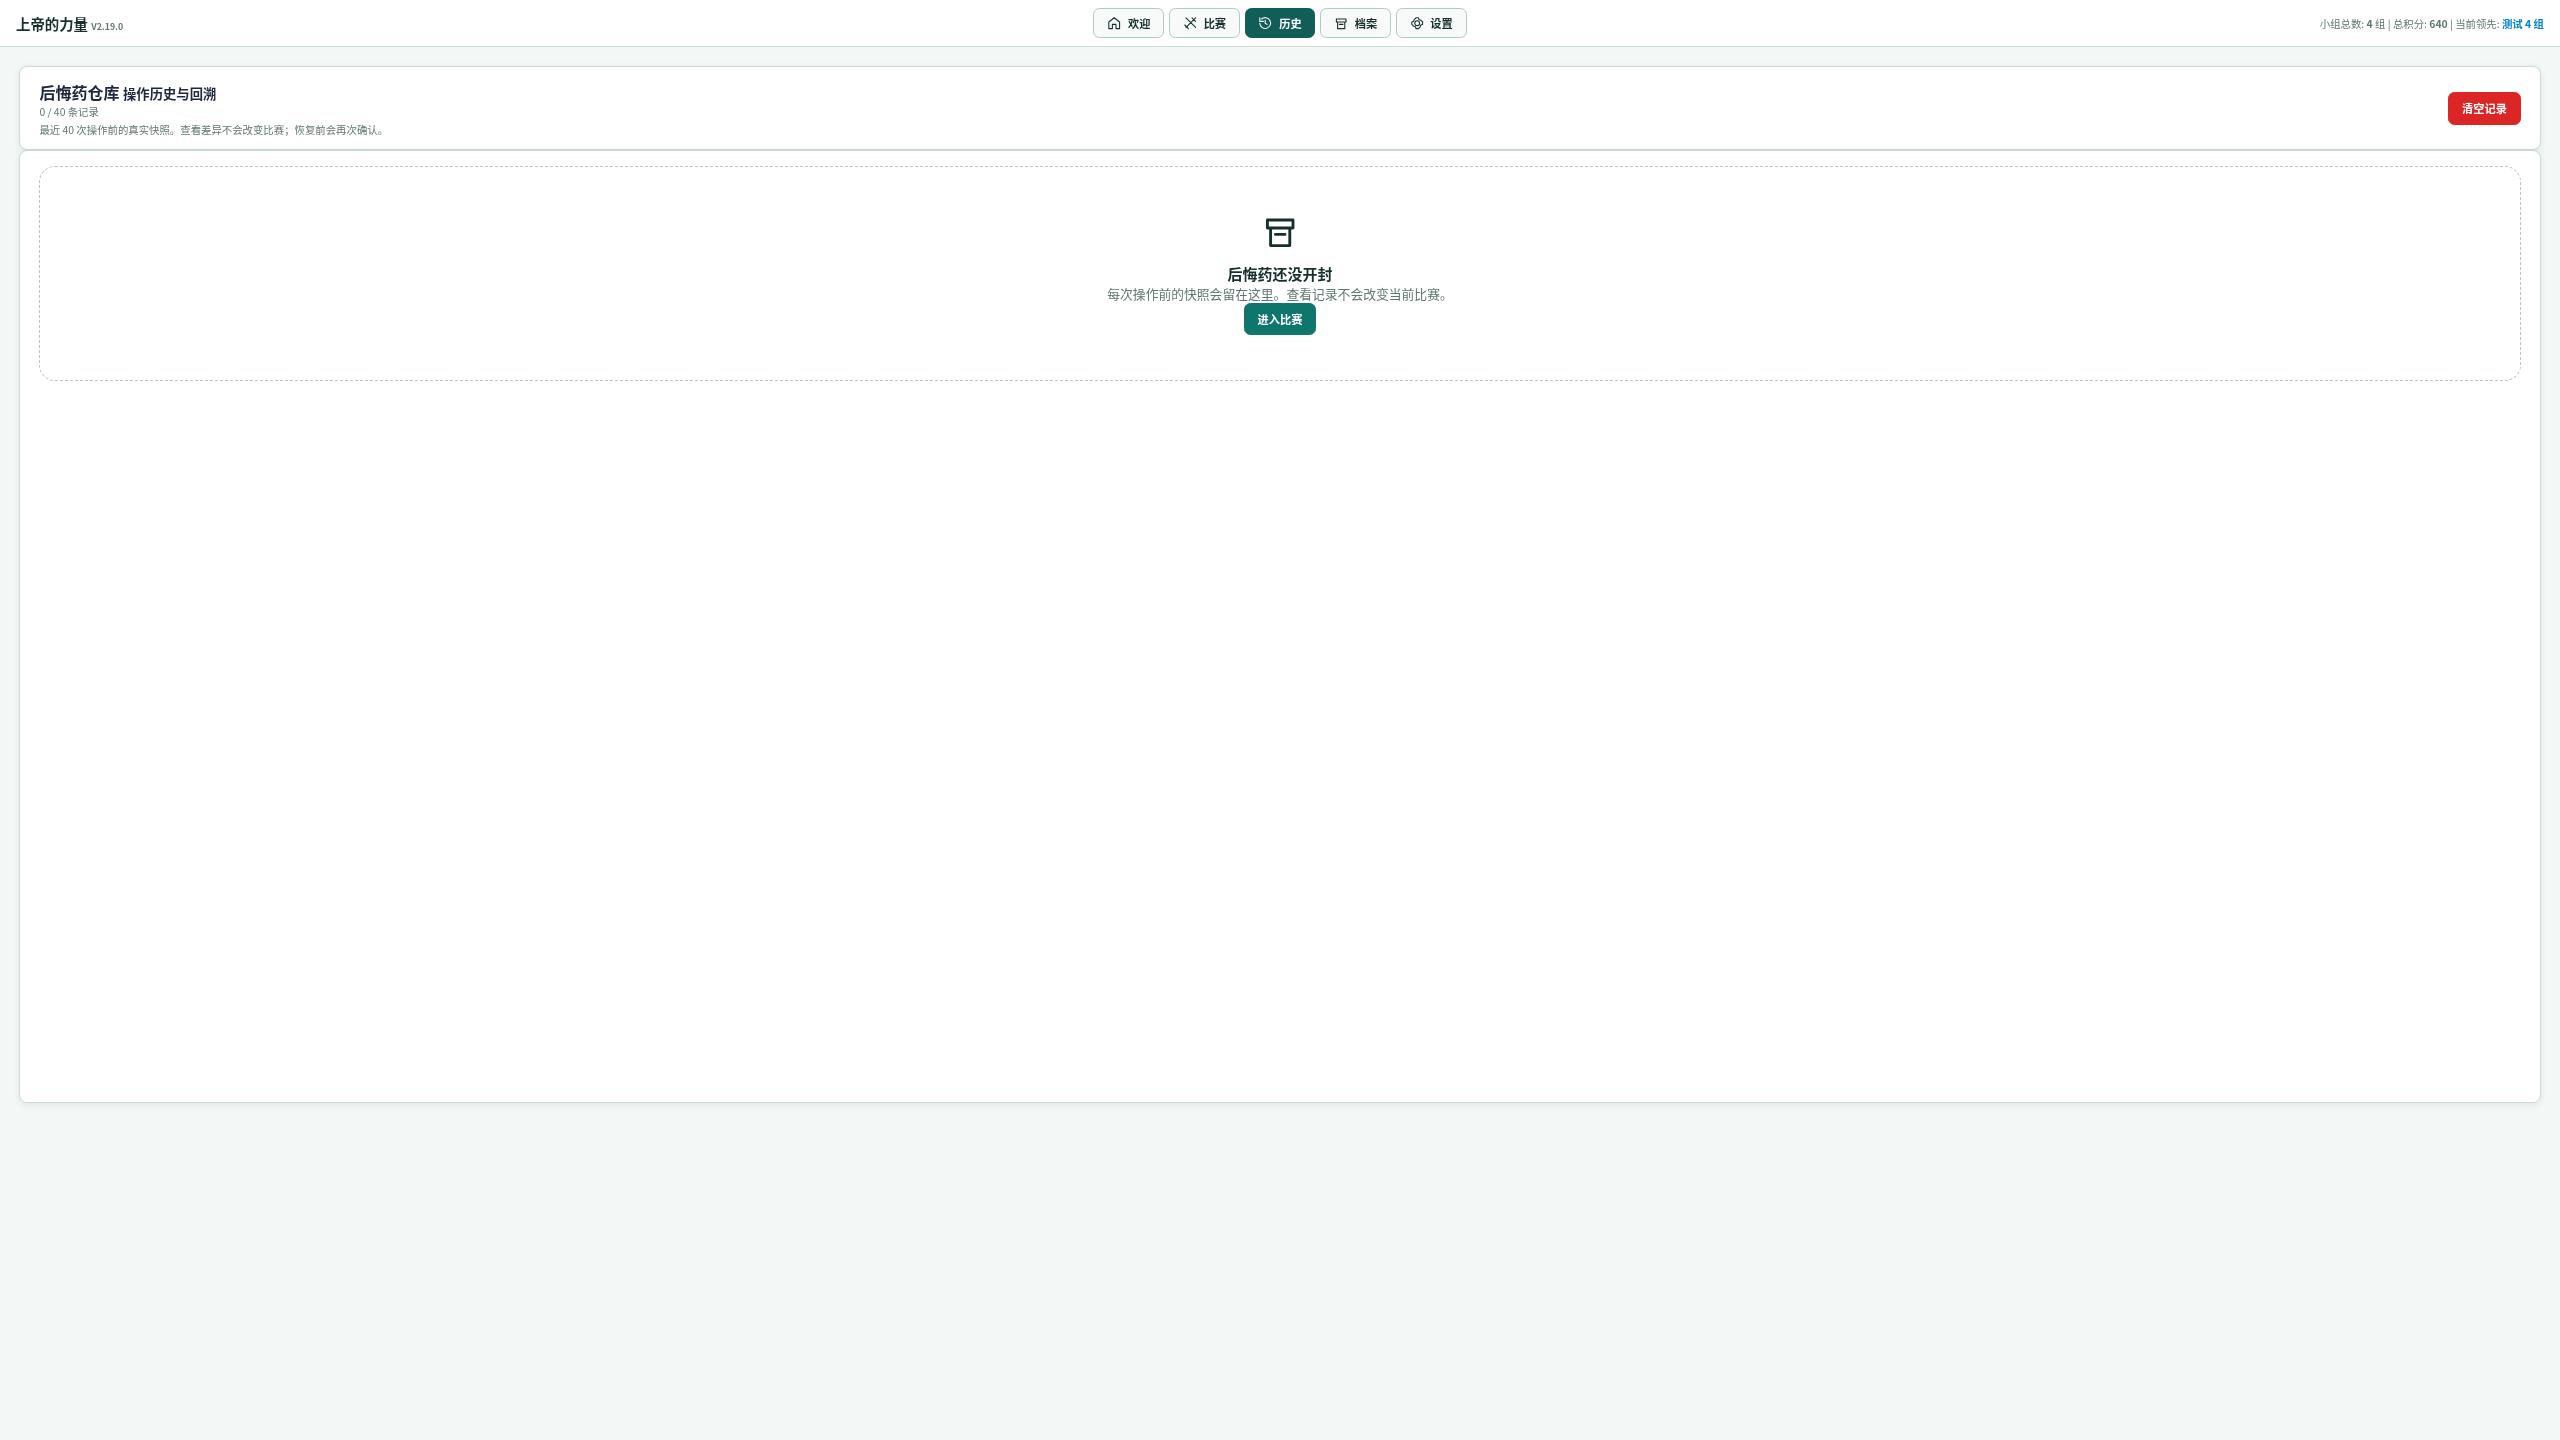 上帝的力量 V2.19.0
欢迎
比赛
历史
档案
设置
小组总数: 4 组 | 总积分: 640 | 当前领先: 测试 4 组
后悔药仓库 操作历史与回溯
0 / 40 条记录
最近 40 次操作前的真实快照。查看差异不会改变比赛；恢复前会再次确认。
清空记录
后悔药还没开封
每次操作前的快照会留在这里。查看记录不会改变当前比赛。
进入比赛